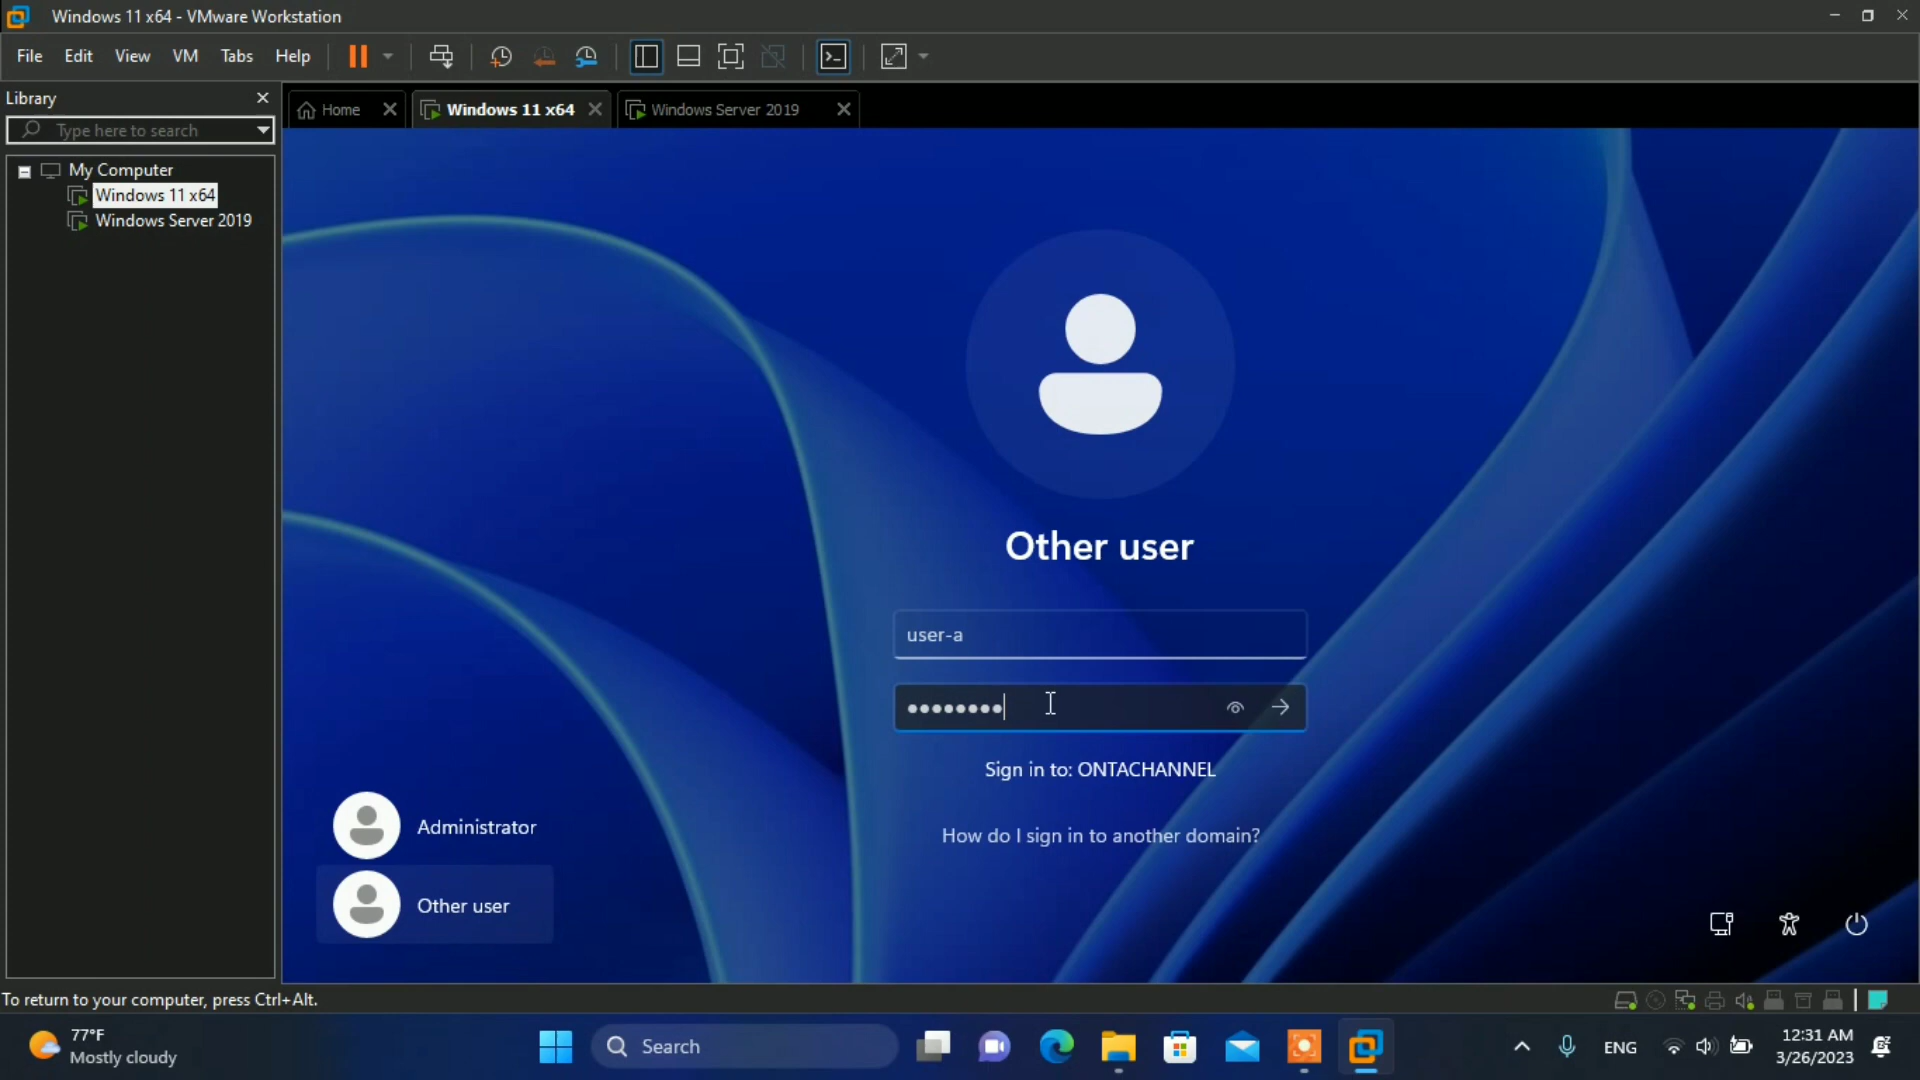 Windows 11 x64 - VMware Workstation
File Edit View VM Tabs Help
Library
Type here to search
My Computer
Windows 11 x64
Windows Server 2019
Home
Windows 11 x64
Windows Server 2019
Other user
user-a
Sign in to: ONTACHANNEL
How do I sign in to another domain?
Administrator
Other user
To return to your computer, press Ctrl+Alt.
77°F
Mostly cloudy
Search
ENG
12:31 AM
3/26/2023